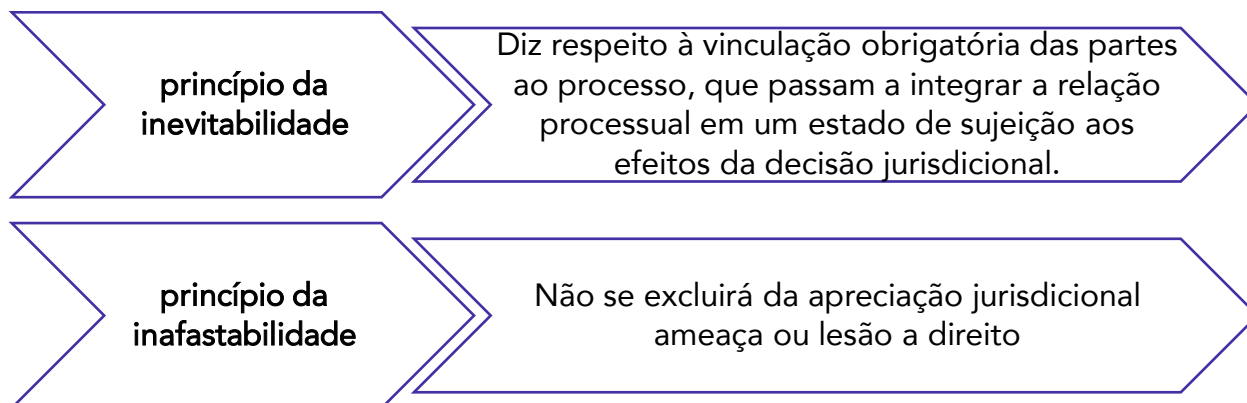 princípio da
inevitabilidade
Diz respeito à vinculação obrigatória das partes
ao processo, que passam a integrar a relação
processual em um estado de sujeição aos
efeitos da decisão jurisdicional.
princípio da
inafastabilidade
Não se excluirá da apreciação jurisdicional
ameaça ou lesão a direito